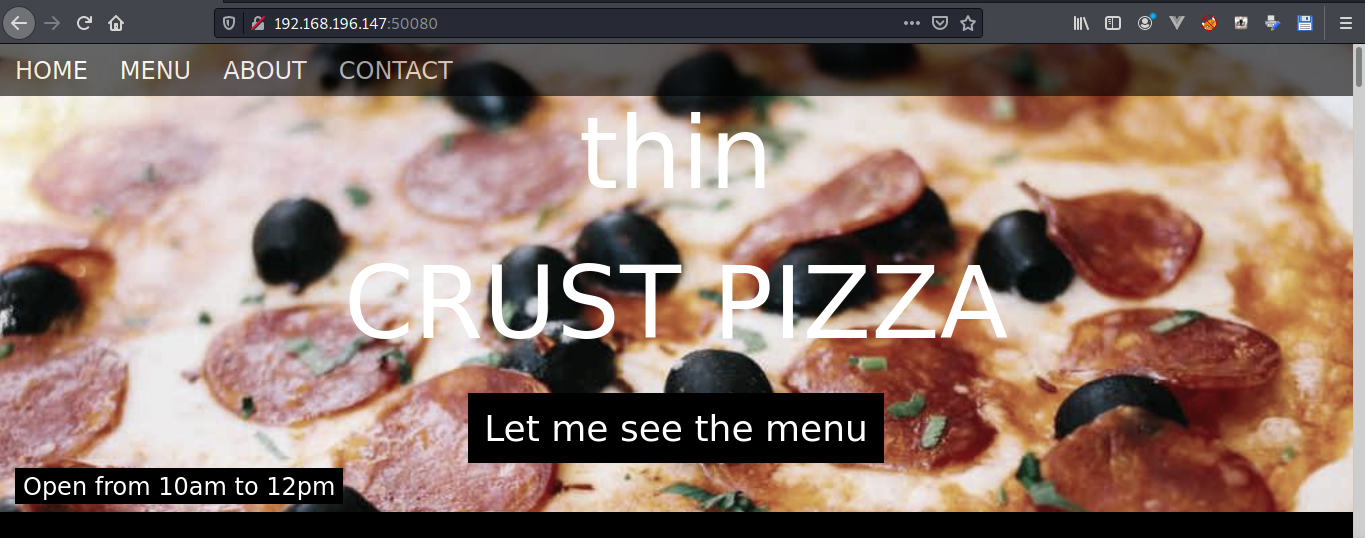 192.168.196.147:50080
HOME MENU ABOUT CONTACT
thin
CRUST PIZZA
Let me see the menu
Open from 10am to 12pm